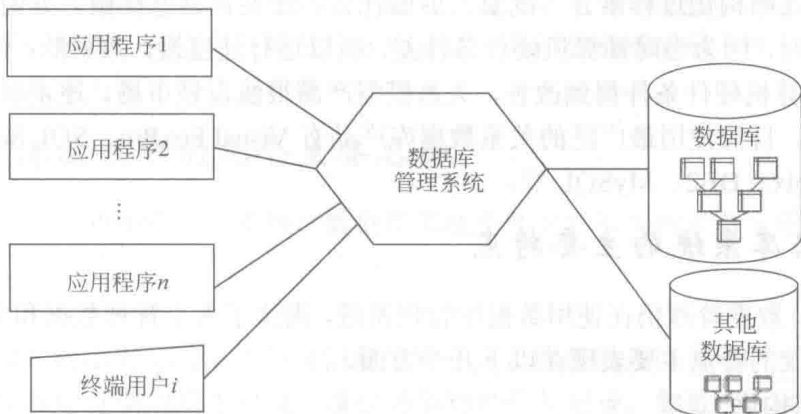 应用程序1
应用程序2
⋮
应用程序n
终端用户i
数据库
管理系统
数据库
其他
数据库